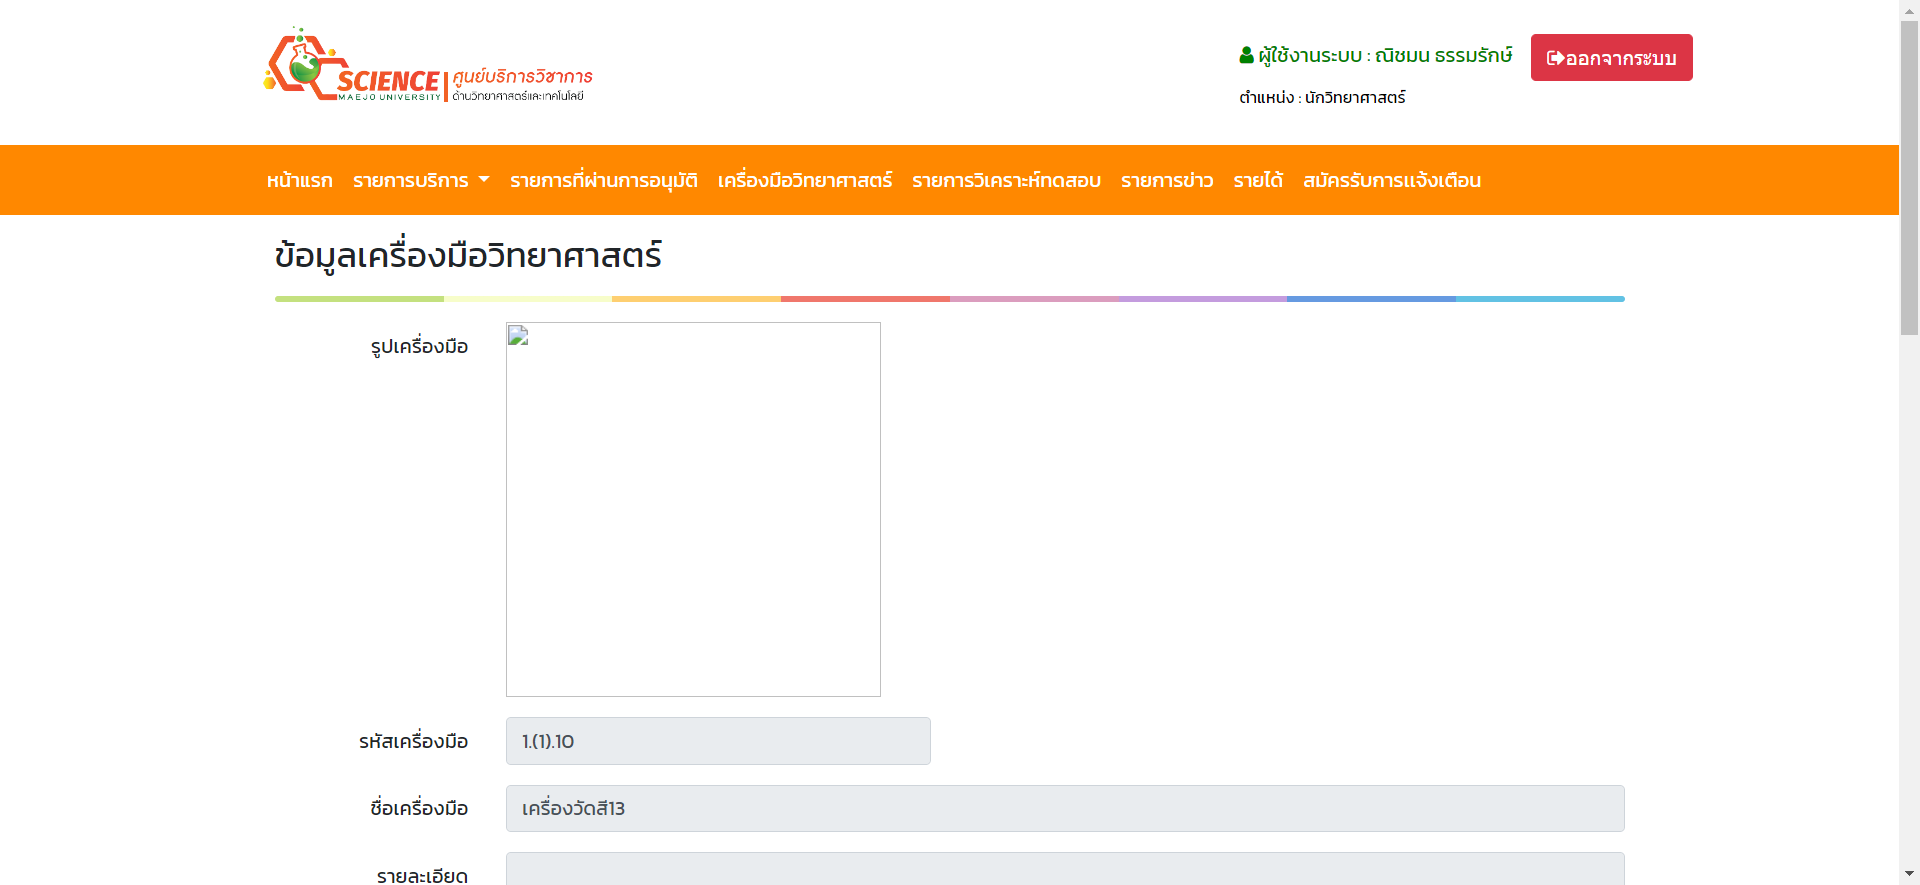 SCIENCE
MAEJO UNIVERSITY
ศูนย์บริการวิชาการ
ด้านวิทยาศาสตร์และเทคโนโลยี
ผู้ใช้งานระบบ : ณิชมน ธรรมรักษ์
ออกจากระบบ
ตำแหน่ง : นักวิทยาศาสตร์
หน้าแรก รายการบริการ รายการที่ผ่านการอนุมัติ เครื่องมือวิทยาศาสตร์ รายการวิเคราะห์ทดสอบ รายการข่าว รายได้ สมัครรับการแจ้งเตือน
ข้อมูลเครื่องมือวิทยาศาสตร์
รูปเครื่องมือ
รหัสเครื่องมือ 1.(1).10
ชื่อเครื่องมือ เครื่องวัดสี13
รายละเอียด